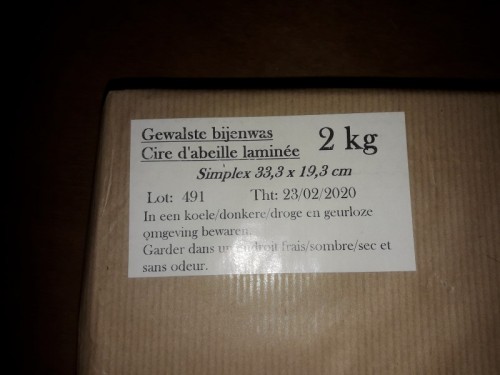 Gewalste bijenwas 2 kg
Cire d'abeille laminée
Simplex 33,3 x 19,3 cm
Lot: 491 Tht: 23/02/2020
In een koele/donkere/droge en geurloze
omgeving bewaren.
Garder dans un endroit frais/sombre/sec et
sans odeur.